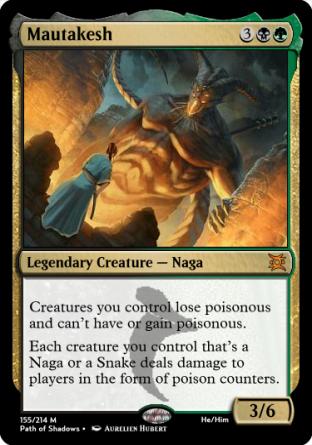 Mautakesh 3
Legendary Creature — Naga
Creatures you control lose poisonous
and can't have or gain poisonous.
Each creature you control that's a
Naga or a Snake deals damage to
players in the form of poison counters.
3/6
155/214 M
He/Him
Path of Shadows • Aurelien Hubert